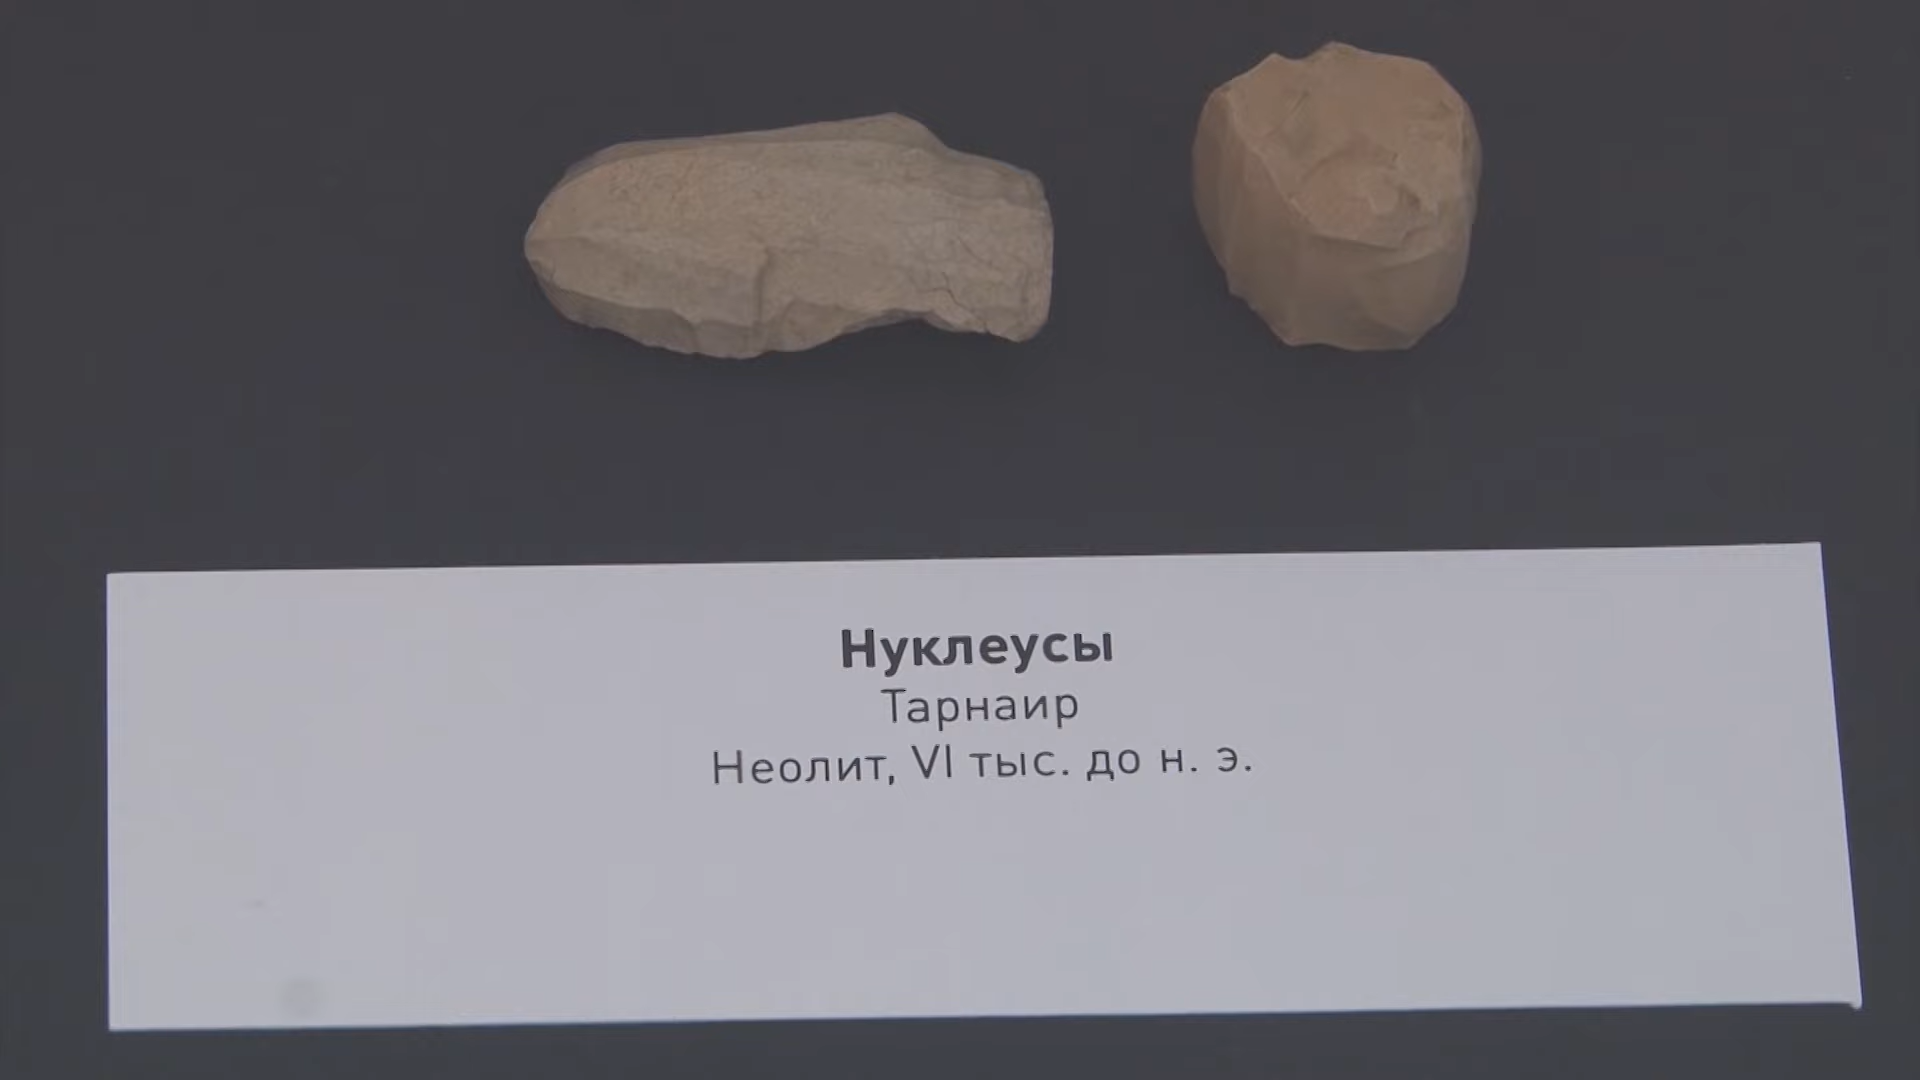 Нуклеусы
Тарнаир
Неолит, VI тыс. до н. э.